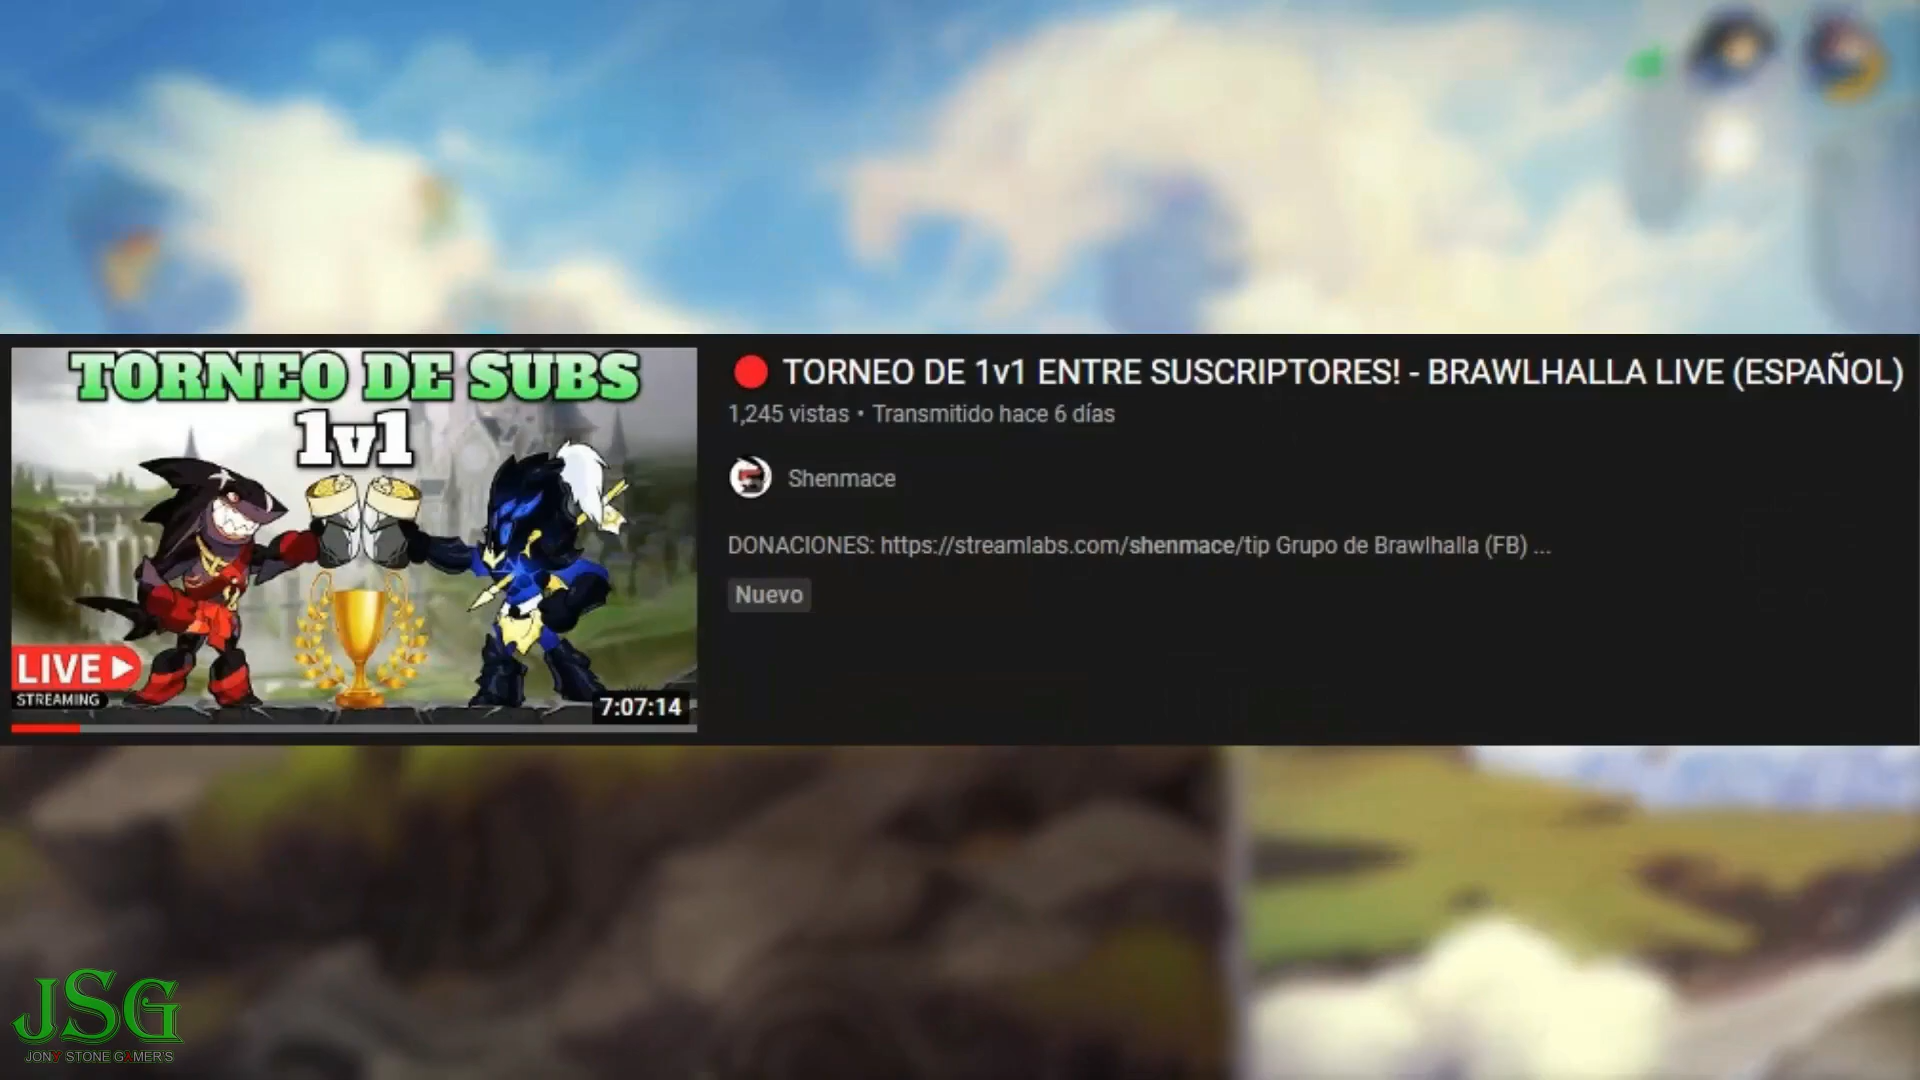 TORNEO DE SUBS
1v1
LIVE
STREAMING
7:07:14
TORNEO DE 1v1 ENTRE SUSCRIPTORES! - BRAWLHALLA LIVE (ESPAÑOL)
1,245 vistas • Transmitido hace 6 días
Shenmace
DONACIONES: https://streamlabs.com/shenmace/tip Grupo de Brawlhalla (FB) ...
Nuevo
JSG
JONY STONE GAMER'S